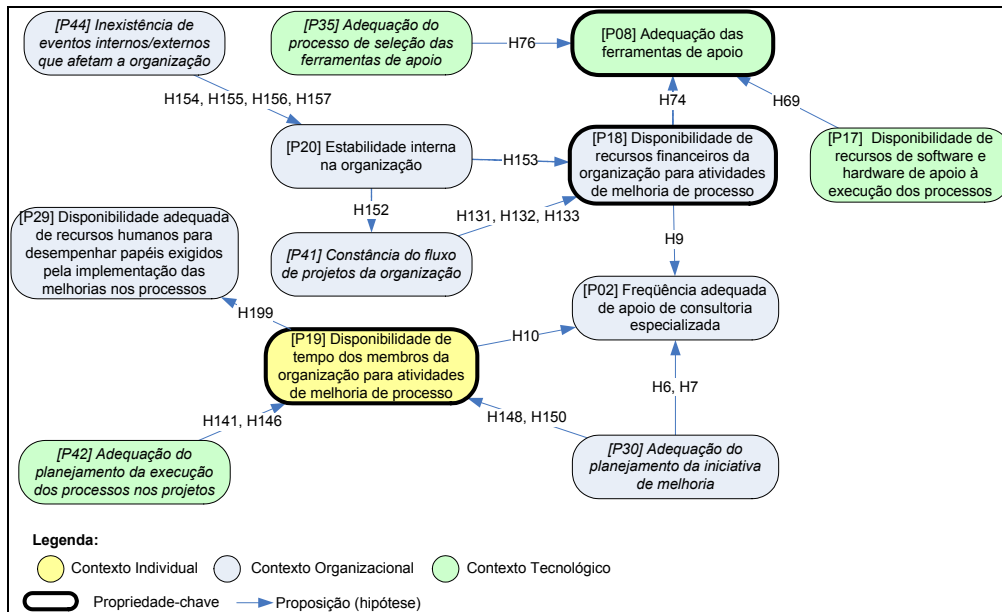 [P44] Inexistência de
eventos internos/externos
que afetam a organização
[P35] Adequação do
processo de seleção das
ferramentas de apoio
H76
[P08] Adequação das
ferramentas de apoio
H154, H155, H156, H157
H74
H69
[P20] Estabilidade interna
na organização
H153
[P18] Disponibilidade de
recursos financeiros da
organização para atividades
de melhoria de processo
[P17] Disponibilidade de
recursos de software e
hardware de apoio à
execução dos processos
H152
H131, H132, H133
[P29] Disponibilidade adequada
de recursos humanos para
desempenhar papéis exigidos
pela implementação das
melhorias nos processos
[P41] Constância do fluxo
de projetos da organização
H9
[P02] Freqüência adequada
de apoio de consultoria
especializada
H199
[P19] Disponibilidade de
tempo dos membros da
organização para atividades
de melhoria de processo
H10
H6, H7
H141, H146
H148, H150
[P42] Adequação do
planejamento da execução
dos processos nos projetos
[P30] Adequação do
planejamento da iniciativa
de melhoria
Legenda:
Contexto Individual
Contexto Organizacional
Contexto Tecnológico
Propriedade-chave
Proposição (hipótese)